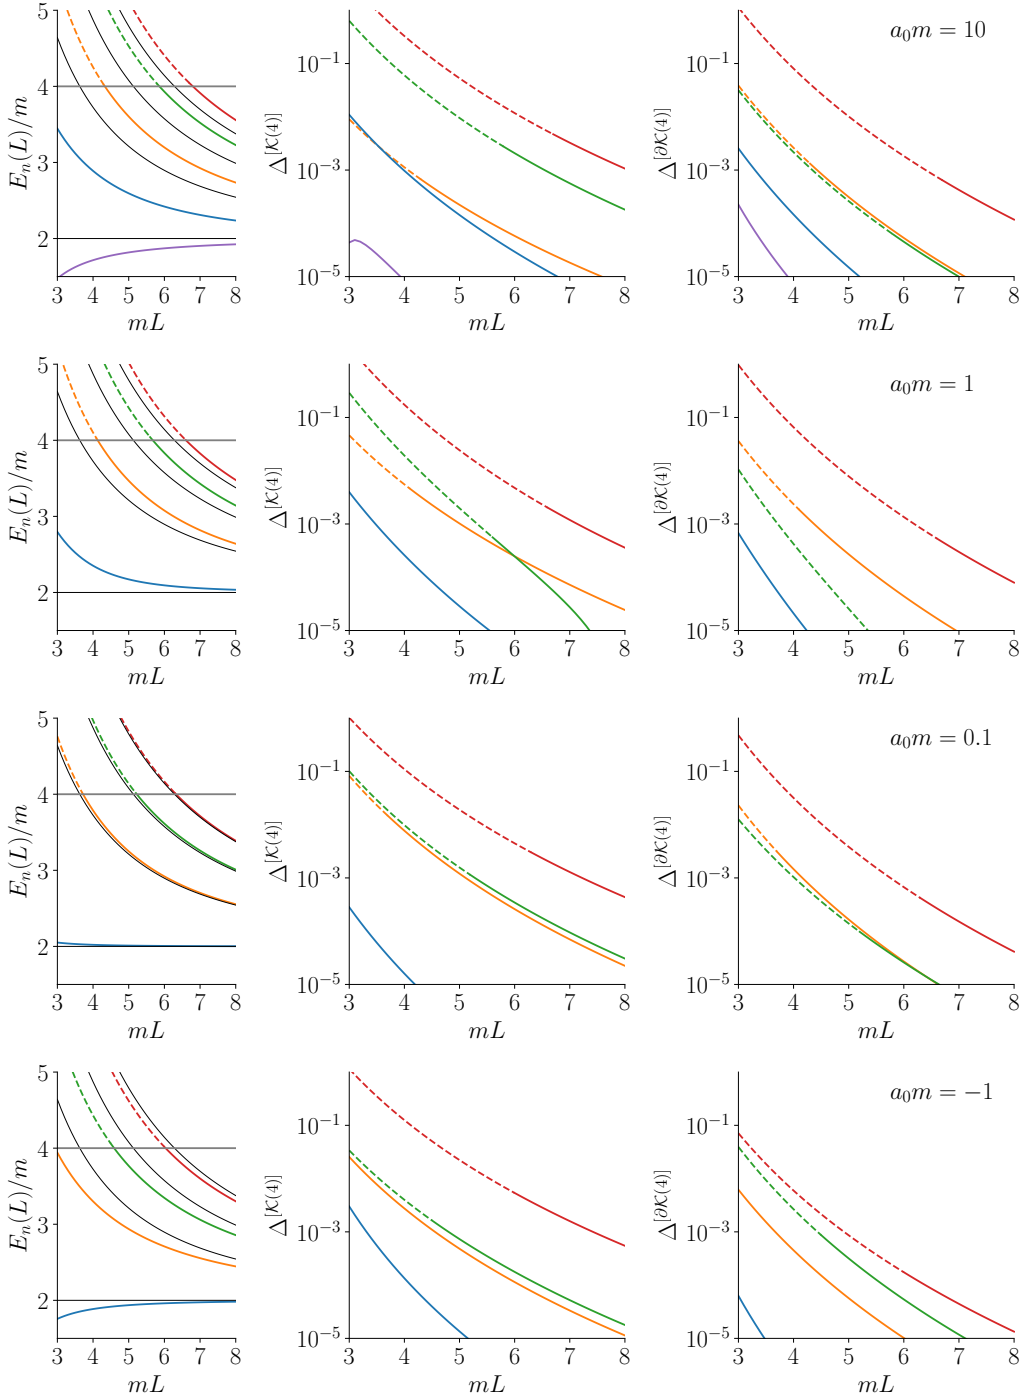 5
4
3
2
E_n(L)/m
3 4 5 6 7 8
mL
10^{-1}
10^{-3}
10^{-5}
Δ^{[𝒦(4)]}
3 4 5 6 7 8
mL
10^{-1}
10^{-3}
10^{-5}
Δ^{[∂𝒦(4)]}
a_0m = 10
3 4 5 6 7 8
mL
5
4
3
2
E_n(L)/m
3 4 5 6 7 8
mL
10^{-1}
10^{-3}
10^{-5}
Δ^{[𝒦(4)]}
3 4 5 6 7 8
mL
10^{-1}
10^{-3}
10^{-5}
Δ^{[∂𝒦(4)]}
a_0m = 1
3 4 5 6 7 8
mL
5
4
3
2
E_n(L)/m
3 4 5 6 7 8
mL
10^{-1}
10^{-3}
10^{-5}
Δ^{[𝒦(4)]}
3 4 5 6 7 8
mL
10^{-1}
10^{-3}
10^{-5}
Δ^{[∂𝒦(4)]}
a_0m = 0.1
3 4 5 6 7 8
mL
5
4
3
2
E_n(L)/m
3 4 5 6 7 8
mL
10^{-1}
10^{-3}
10^{-5}
Δ^{[𝒦(4)]}
3 4 5 6 7 8
mL
10^{-1}
10^{-3}
10^{-5}
Δ^{[∂𝒦(4)]}
a_0m = −1
3 4 5 6 7 8
mL